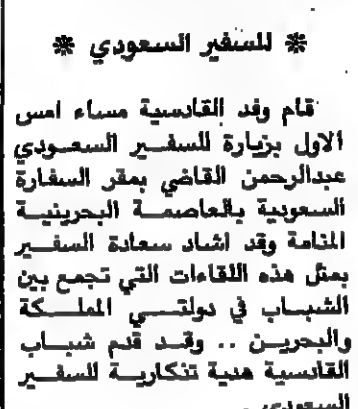 * للسفير السعودي *
قام وفد القادسية مساء امس
الاول بزيارة للسفير السعودي
عبدالرحمن القاضي بمقر السفارة
السعودية بالعاصمة البحرينية
المنامة وقد اشاد سعادة السفير
بمثل هذه اللقاءات التي تجمع بين
الشباب في دولتي المملكة
والبحرين .. وقد قدم شباب
القادسية هدية تذكارية للسفير
السعودي .